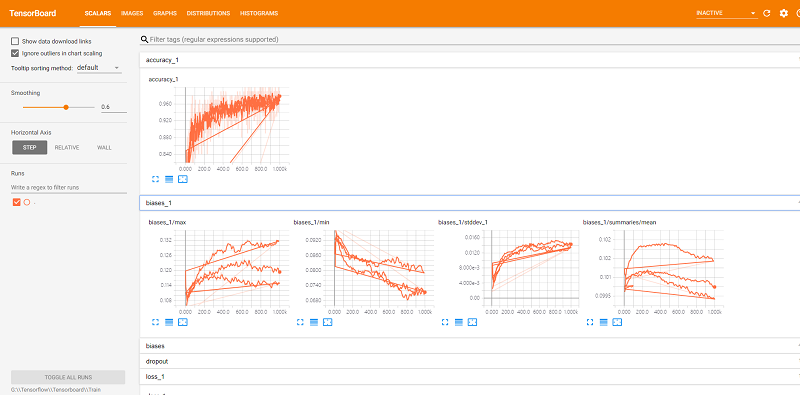 TensorBoard SCALARS IMAGES GRAPHS DISTRIBUTIONS HISTOGRAMS INACTIVE
Show data download links
Ignore outliers in chart scaling
Tooltip sorting method: default
Smoothing
0.6
Horizontal Axis
STEP RELATIVE WALL
Runs
Write a regex to filter runs
.
TOGGLE ALL RUNS
G:\\Tensorflow\\Tensorboard\\Train
Filter tags (regular expressions supported)
accuracy_1
accuracy_1
0.960
0.920
0.880
0.840
0.000 200.0 400.0 600.0 800.0 1.000k
biases_1
biases_1/max
0.132
0.126
0.120
0.114
0.108
0.000 200.0 400.0 600.0 800.0 1.000k
biases_1/min
0.0920
0.0860
0.0800
0.0740
0.0680
0.000 200.0 400.0 600.0 800.0 1.000k
biases_1/stddev_1
0.0160
0.0120
8.000e-3
4.000e-3
0.00
0.000 200.0 400.0 600.0 800.0 1.000k
biases_1/summaries/mean
0.102
0.101
0.0995
0.000 200.0 400.0 600.0 800.0 1.000k
biases
dropout
loss_1